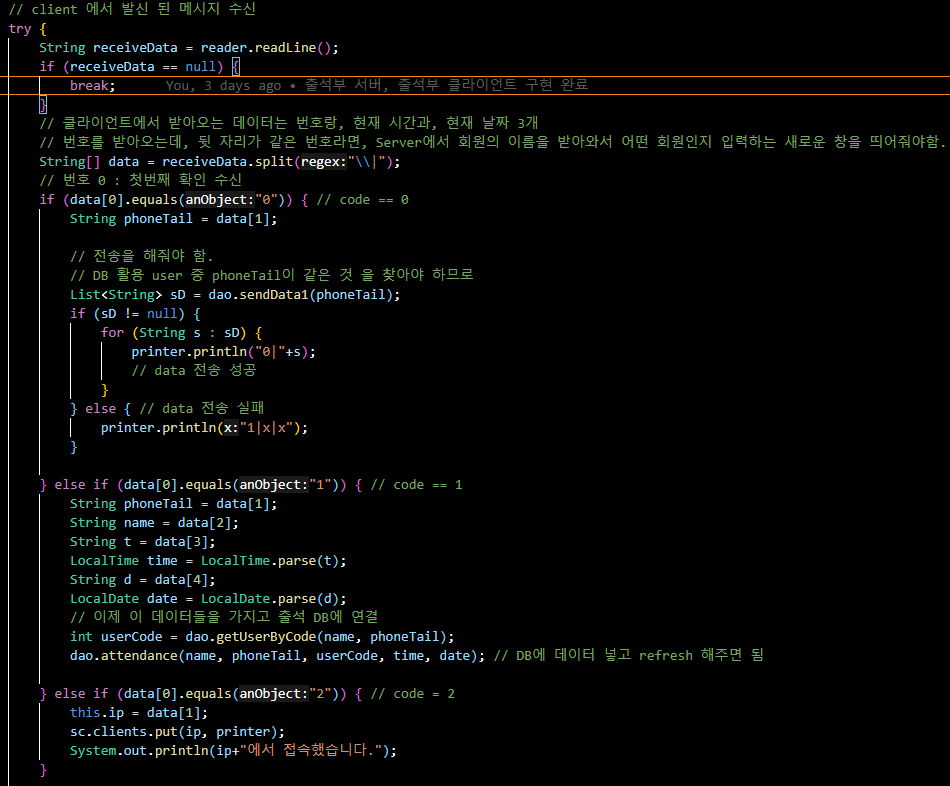 // client 에서 발신 된 메시지 수신
try {
String receiveData = reader.readLine();
if (receiveData == null) {
break; You, 3 days ago • 출석부 서버, 출석부 클라이언트 구현 완료
}
// 클라이언트에서 받아오는 데이터는 번호랑, 현재 시간과, 현재 날짜 3개
// 번호를 받아오는데, 뒷 자리가 같은 번호라면, Server에서 회원의 이름을 받아와서 어떤 회원인지 입력하는 새로운 창을 띄어줘야함.
String[] data = receiveData.split(regex:"\\|");
// 번호 0 : 첫번째 확인 수신
if (data[0].equals(anObject:"0")) { // code == 0
String phoneTail = data[1];
// 전송을 해줘야 함.
// DB 활용 user 중 phoneTail이 같은 것 을 찾아야 하므로
List<String> sD = dao.sendData1(phoneTail);
if (sD != null) {
for (String s : sD) {
printer.println("0|"+s);
// data 전송 성공
}
} else { // data 전송 실패
printer.println(x:"1|x|x");
}
} else if (data[0].equals(anObject:"1")) { // code == 1
String phoneTail = data[1];
String name = data[2];
String t = data[3];
LocalTime time = LocalTime.parse(t);
String d = data[4];
LocalDate date = LocalDate.parse(d);
// 이제 이 데이터들을 가지고 출석 DB에 연결
int userCode = dao.getUserByCode(name, phoneTail);
dao.attendance(name, phoneTail, userCode, time, date); // DB에 데이터 넣고 refresh 해주면 됨
} else if (data[0].equals(anObject:"2")) { // code = 2
this.ip = data[1];
sc.clients.put(ip, printer);
System.out.println(ip+"에서 접속했습니다.");
}